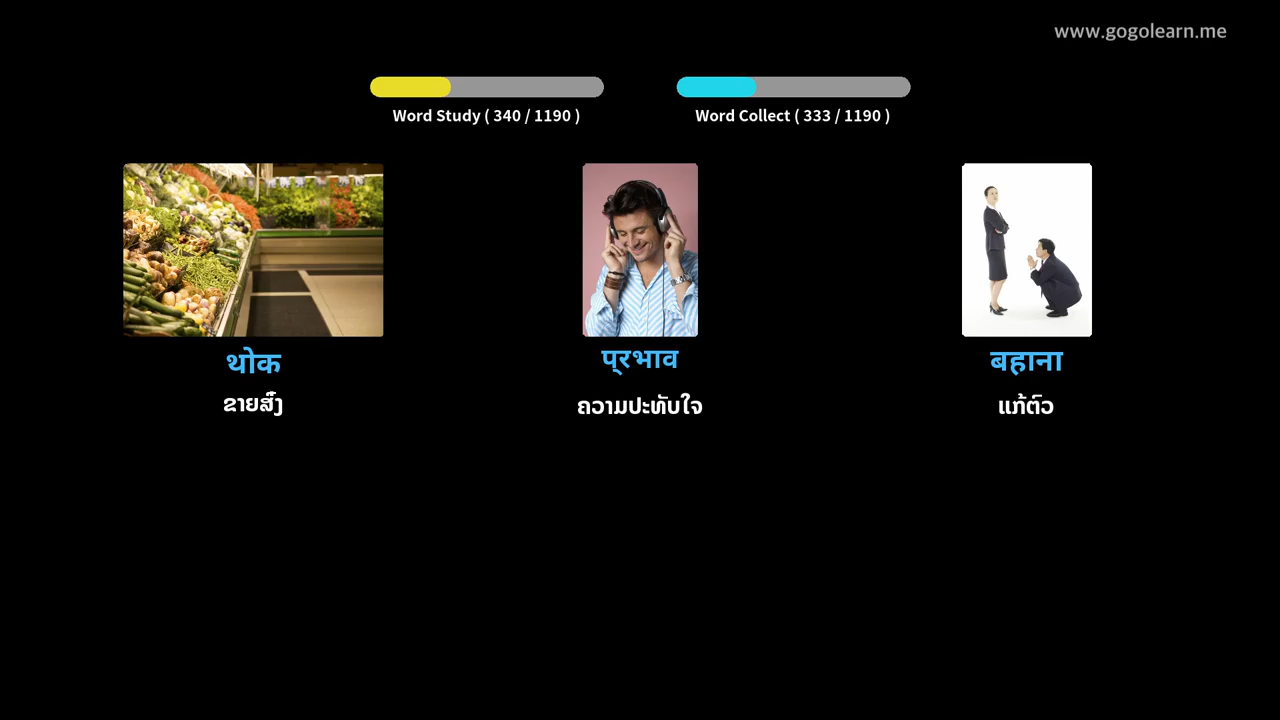 www.gogolearn.me
Word Study ( 340 / 1190 )
Word Collect ( 333 / 1190 )
थोक
ຂາຍສົ່ງ
प्रभाव
ຄວາມປະທັບໃຈ
बहाना
ແກ້ຕົວ